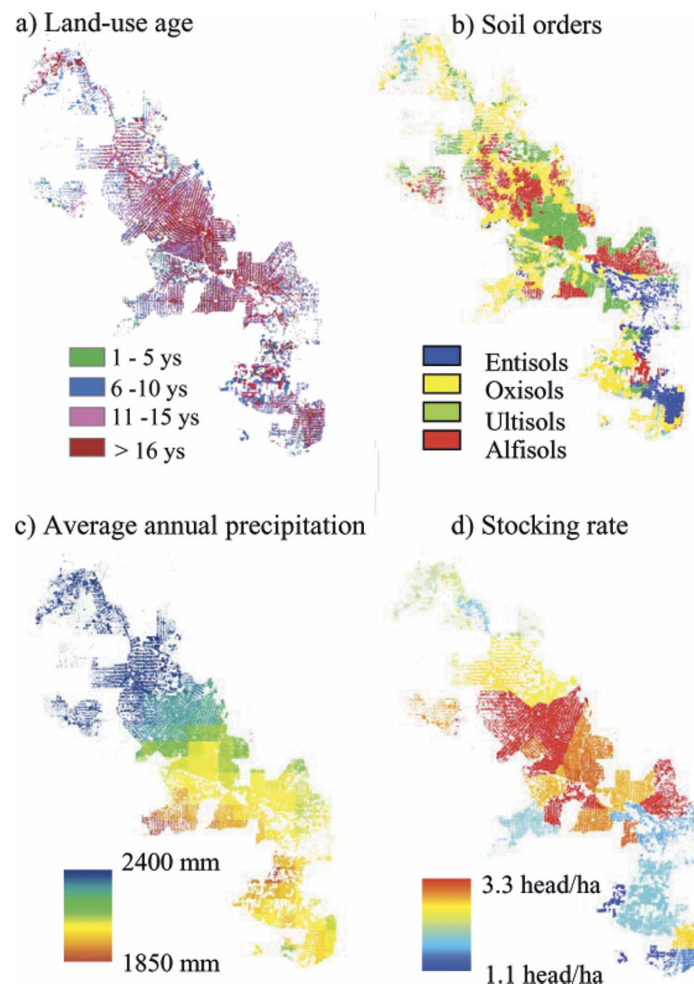 a) Land-use age
b) Soil orders
1 - 5 ys
6 -10 ys
11 -15 ys
> 16 ys
Entisols
Oxisols
Ultisols
Alfisols
c) Average annual precipitation
d) Stocking rate
2400 mm
1850 mm
3.3 head/ha
1.1 head/ha